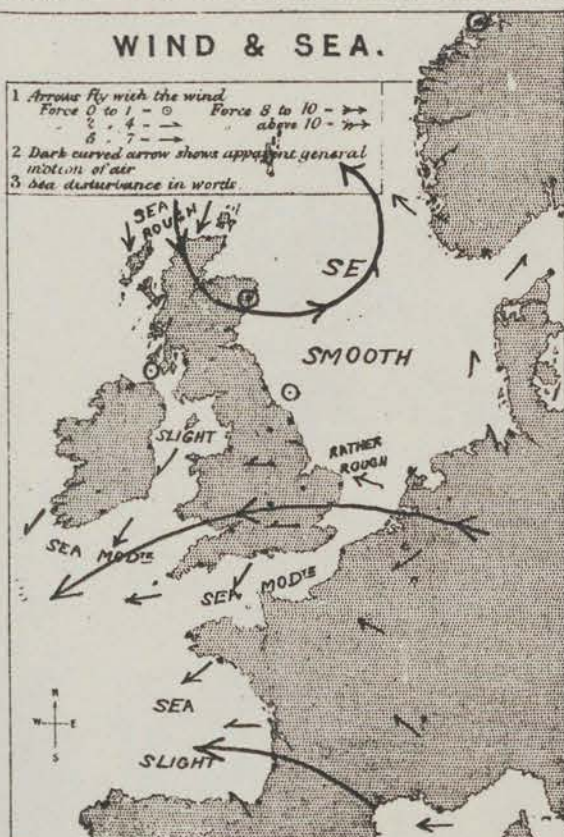 WIND & SEA.
1 Arrows fly with the wind
Force 0 to 1 - ⊙ Force 8 to 10 -
" 2 " 4 - " above 10 -
" 5 " 7 -
2 Dark curved arrow shows apparent general
motion of air
3 Sea disturbance in words
SEA
ROUGH
SE
SMOOTH
SLIGHT
RATHER
ROUGH
SEA MODTE
SEA MODTE
N
W E
S
SEA
SLIGHT